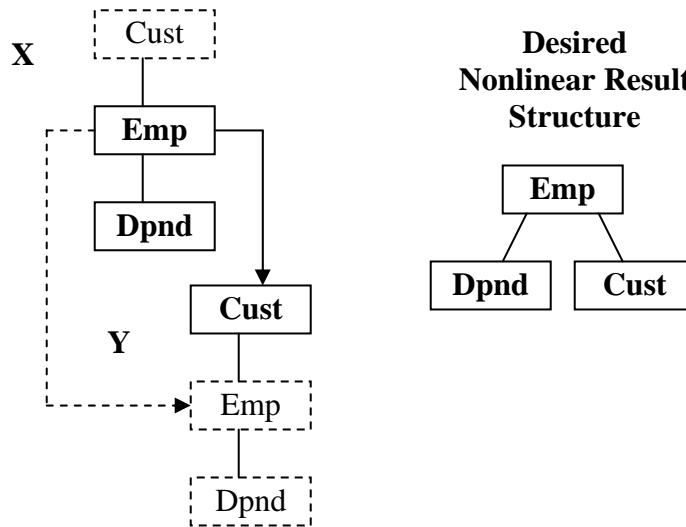 Cust
X
Emp
Dpnd
Cust
Y
Emp
Dpnd
Desired
Nonlinear Result
Structure
Emp
Dpnd
Cust